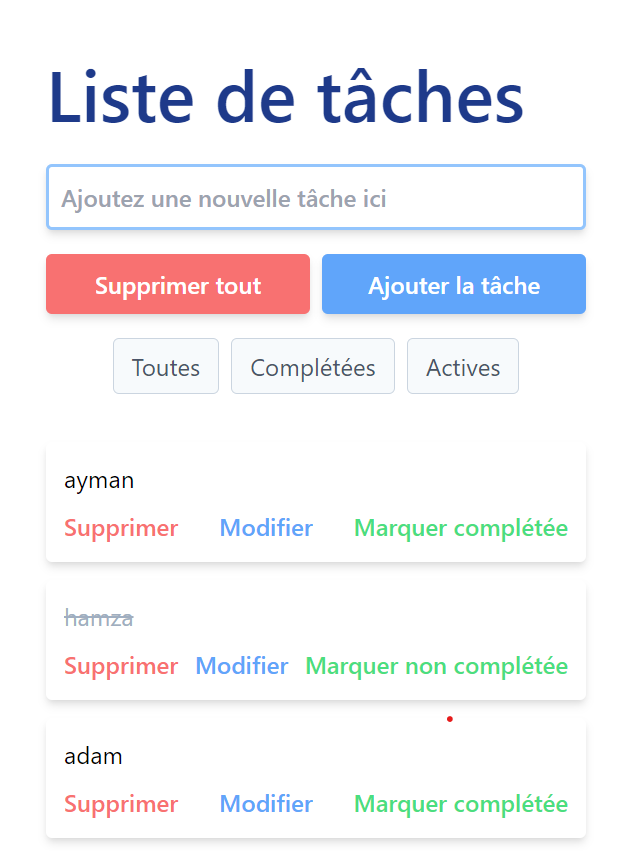 Liste de tâches
Ajoutez une nouvelle tâche ici
Supprimer tout Ajouter la tâche
Toutes Complétées Actives
ayman
Supprimer Modifier Marquer complétée
hamza
Supprimer Modifier Marquer non complétée
adam
Supprimer Modifier Marquer complétée